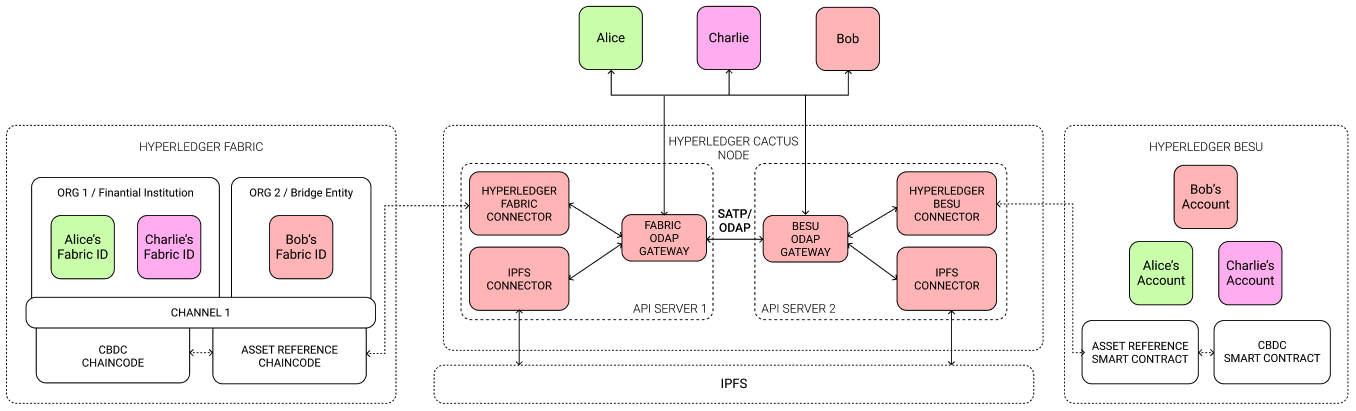 Alice
Charlie
Bob
HYPERLEDGER FABRIC
ORG 1 / Finantial Institution
ORG 2 / Bridge Entity
Alice's
Fabric ID
Charlie's
Fabric ID
Bob's
Fabric ID
CHANNEL 1
CBDC
CHAINCODE
ASSET REFERENCE
CHAINCODE
HYPERLEDGER CACTUS
NODE
HYPERLEDGER
FABRIC
CONNECTOR
IPFS
CONNECTOR
FABRIC
ODAP
GATEWAY
API SERVER 1
SATP/
ODAP
BESU
ODAP
GATEWAY
HYPERLEDGER
BESU
CONNECTOR
IPFS
CONNECTOR
API SERVER 2
IPFS
HYPERLEDGER BESU
Bob's
Account
Alice's
Account
Charlie's
Account
ASSET REFERENCE
SMART CONTRACT
CBDC
SMART CONTRACT